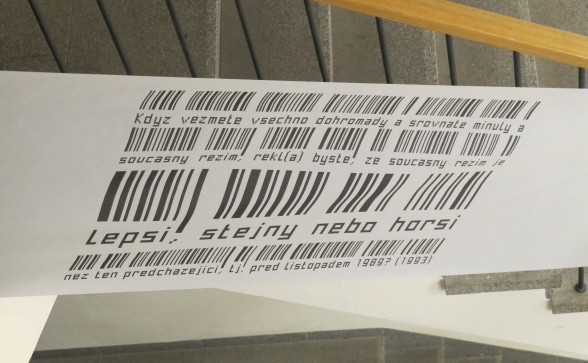 Kdyz vezmete vsechno dohromady a srovnate minuly a
soucasny rezim, rekl(a) byste, ze soucasny rezim je
lepsi, stejny nebo horsi
nez ten predchazejici, tj. pred listopadem 1989? (1993)